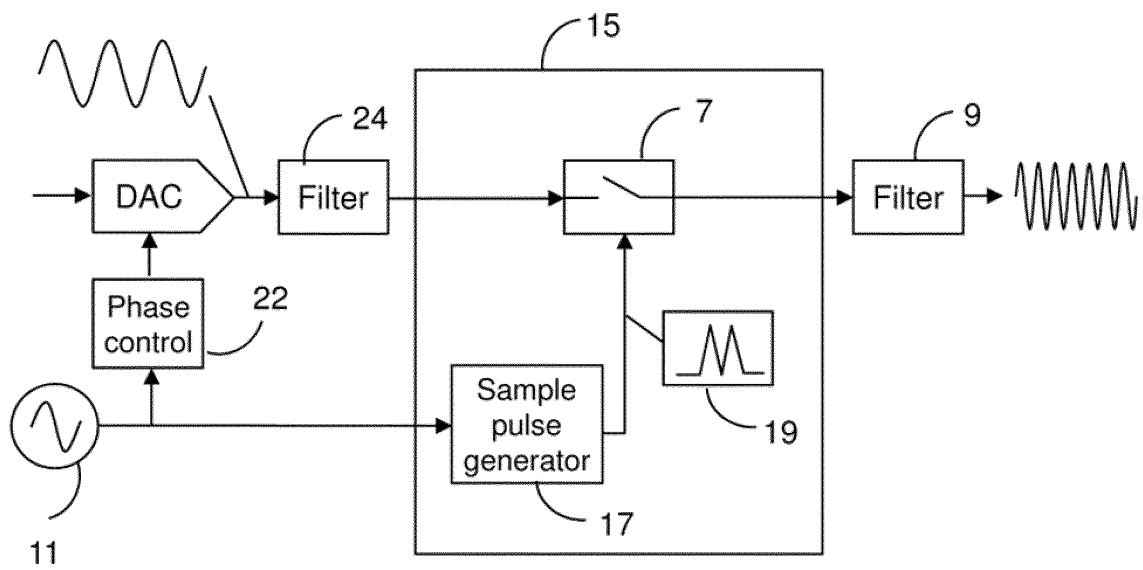 15
24
7
9
DAC
Filter
Filter
Phase
control
22
Sample
pulse
generator
19
17
11